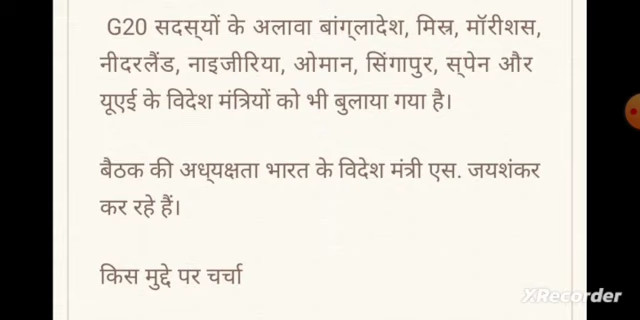 G20 सदस्यों के अलावा बांग्लादेश, मिस्र, मॉरीशस,
नीदरलैंड, नाइजीरिया, ओमान, सिंगापुर, स्पेन और
यूएई के विदेश मंत्रियों को भी बुलाया गया है।
बैठक की अध्यक्षता भारत के विदेश मंत्री एस. जयशंकर
कर रहे हैं।
किस मुद्दे पर चर्चा
XRecorder